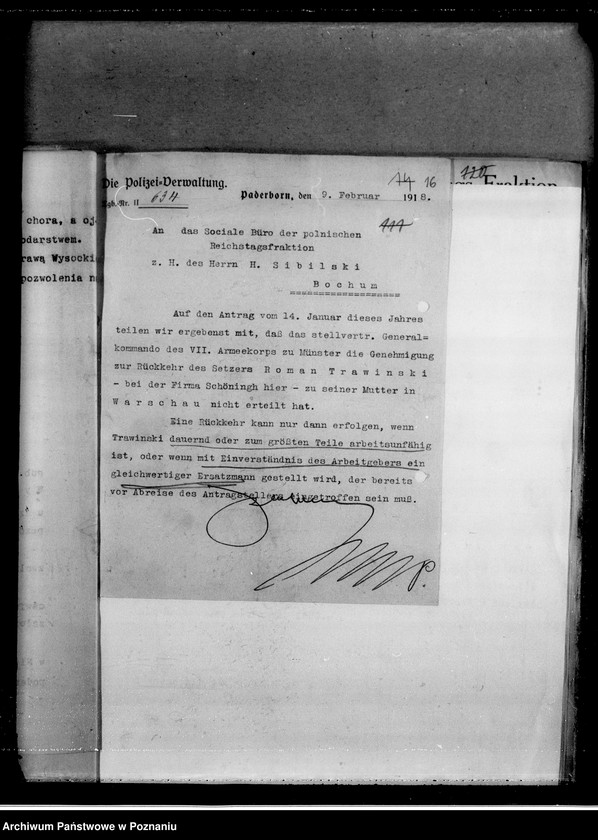 chora, a oj
odarstwem.
rawą Wysocki
pozwolenia n
Die Polizei-Verwaltung.
Tgb. Nr. II 634
Paderborn, den 9. Februar 1918.
14 16
111
An das Sociale Büro der polnischen
Reichstagsfraktion
z. H. des Herrn H. Sibilski
Bochum
Auf den Antrag vom 14. Januar dieses Jahres
teilen wir ergebenst mit, daß das stellvertr. General=
kommando des VII. Armeekorps zu Münster die Genehmigung
zur Rückkehr des Setzers Roman Trawinski
- bei der Firma Schöningh hier - zu seiner Mutter in
Warschau nicht erteilt hat.
Eine Rückkehr kann nur dann erfolgen, wenn
Trawinski dauernd oder zum größten Teile arbeitsunfähig
ist, oder wenn mit Einverständnis des Arbeitgebers ein
gleichwertiger Ersatzmann gestellt wird, der bereits
vor Abreise des Antragstellers eingetroffen sein muß.
Fraktion
Archiwum Państwowe w Poznaniu